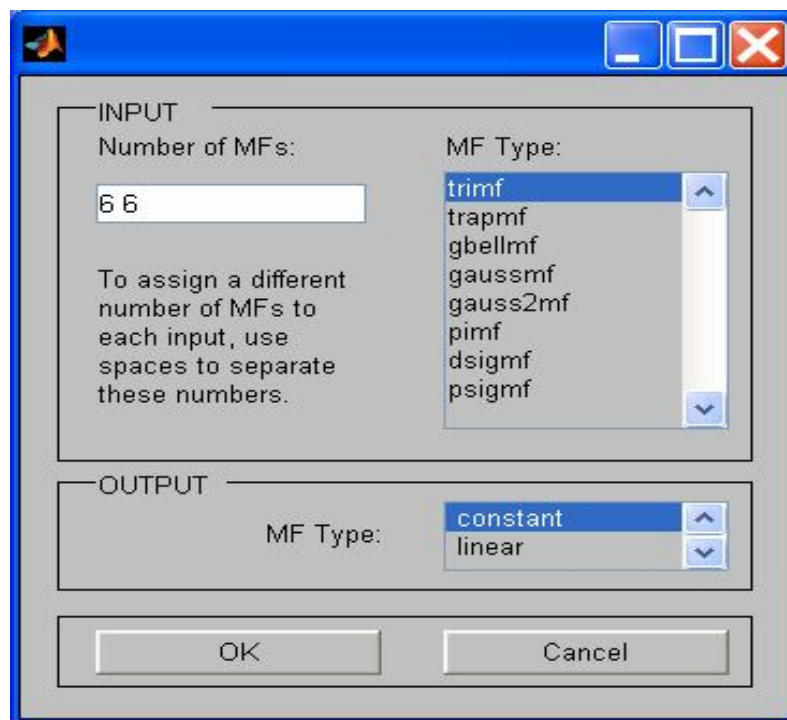 INPUT
Number of MFs:
6 6
To assign a different
number of MFs to
each input, use
spaces to separate
these numbers.
MF Type:
trimf
trapmf
gbellmf
gaussmf
gauss2mf
pimf
dsigmf
psigmf
OUTPUT
MF Type:
constant
linear
OK
Cancel